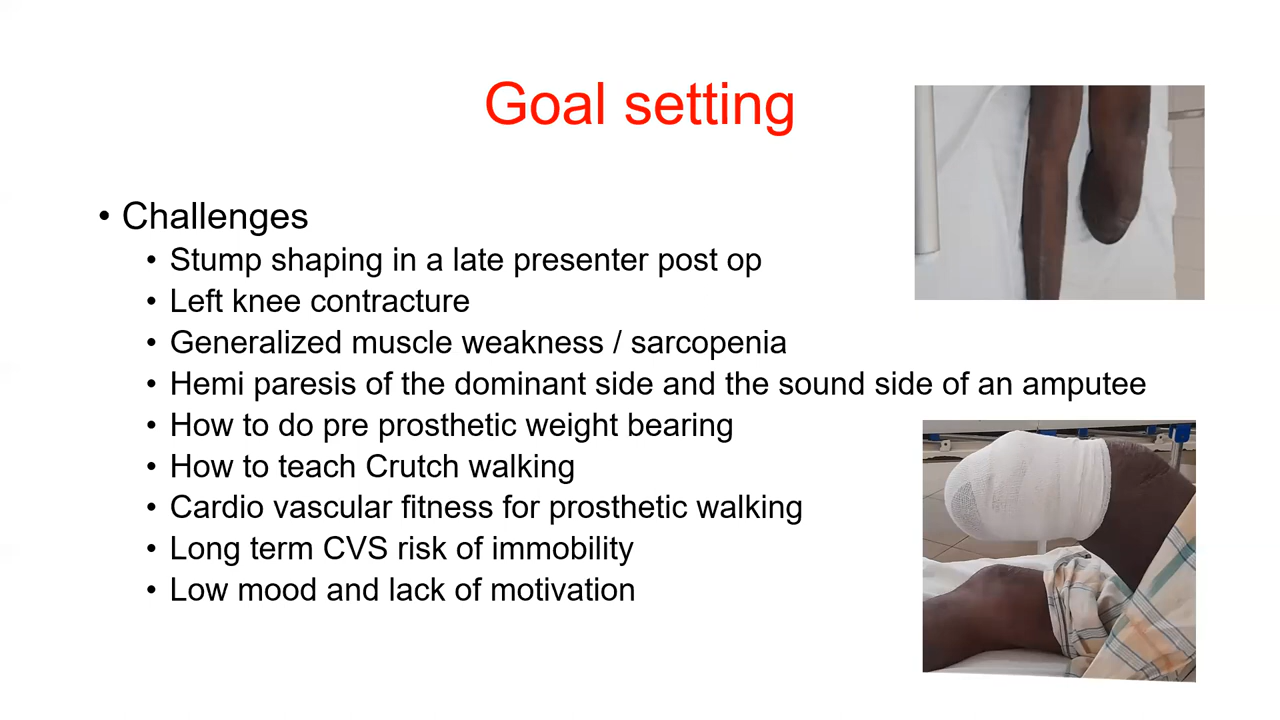 Goal setting
• Challenges
• Stump shaping in a late presenter post op
• Left knee contracture
• Generalized muscle weakness / sarcopenia
• Hemi paresis of the dominant side and the sound side of an amputee
• How to do pre prosthetic weight bearing
• How to teach Crutch walking
• Cardio vascular fitness for prosthetic walking
• Long term CVS risk of immobility
• Low mood and lack of motivation